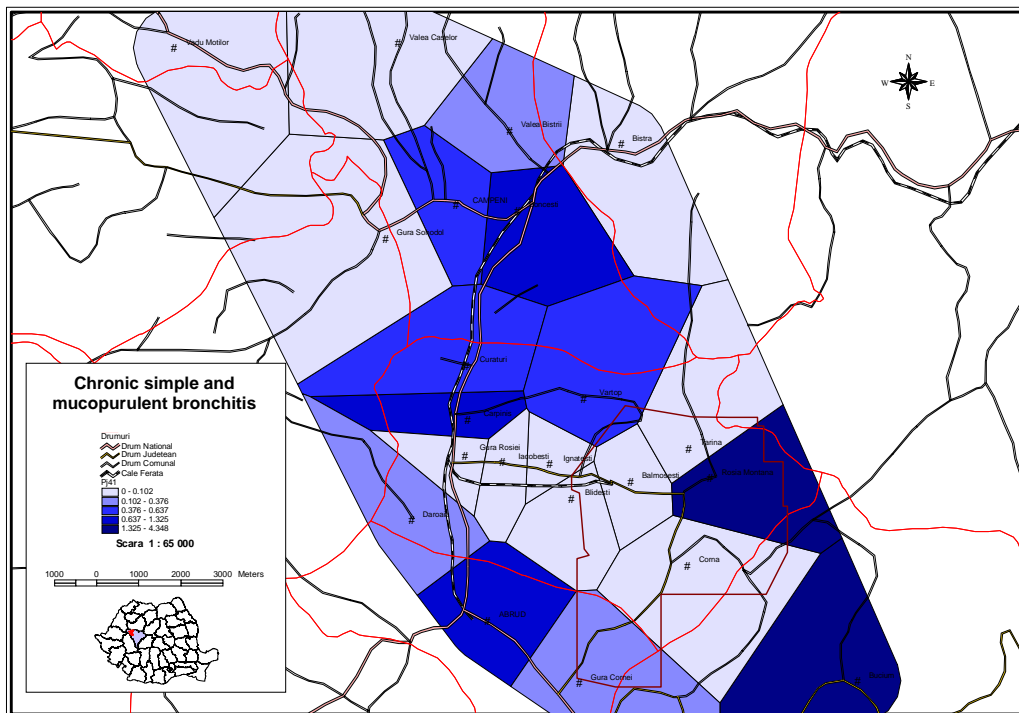 Vadu Motilor
Valea Caselor
N
W E
S
Valea Bistrii
Bistra
CAMPENI
Gura Sohodol
Curaturi
Vartop
Gura Rosiei
Iacobesti
Ignatesti
Tarina
Balmosesti
Blidesti
Daroaia
Corna
ABRUD
Gura Cornei
Chronic simple and
mucopurulent bronchitis
Drumuri
Drum National
Drum Judetean
Drum Comunal
Cale Ferata
Pj41
0 - 0.102
0.102 - 0.376
0.376 - 0.637
0.637 - 1.325
1.325 - 4.348
Scara 1 : 65 000
1000 0 1000 2000 3000 Meters